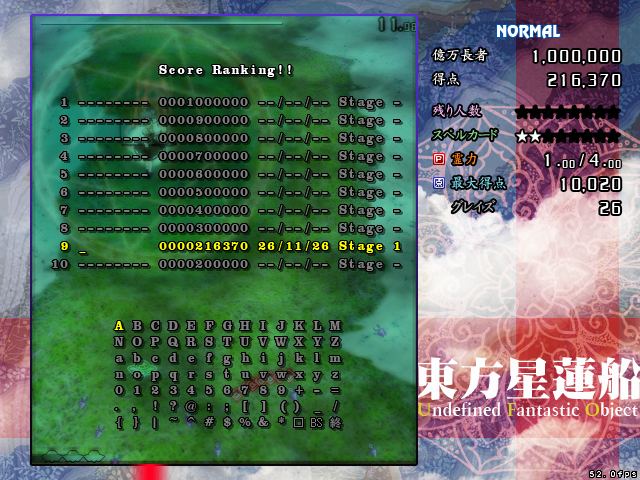 11.06
Score Ranking!!
1 -------- 0001000000 --/--/-- Stage -
2 -------- 0000900000 --/--/-- Stage -
3 -------- 0000800000 --/--/-- Stage -
4 -------- 0000700000 --/--/-- Stage -
5 -------- 0000600000 --/--/-- Stage -
6 -------- 0000500000 --/--/-- Stage -
7 -------- 0000400000 --/--/-- Stage -
8 -------- 0000300000 --/--/-- Stage -
9 _ 0000216370 26/11/26 Stage 1
10 -------- 0000200000 --/--/-- Stage -
A B C D E F G H I J K L M
N O P Q R S T U V W X Y Z
a b c d e f g h i j k l m
n o p q r s t u v w x y z
0 1 2 3 4 5 6 7 8 9 + - =
. , ! ? @ : ; [ ] ( ) _ /
{ } | ~ ^ # $ % & * □ BS 終
NORMAL
億万長者 1,000,000
得点 216,370
残り人数
スペルカード ★★
P 霊力 1.00/4.00
点 最大得点 10,020
グレイズ 26
東方星蓮船
Undefined Fantastic Object
52.0fps